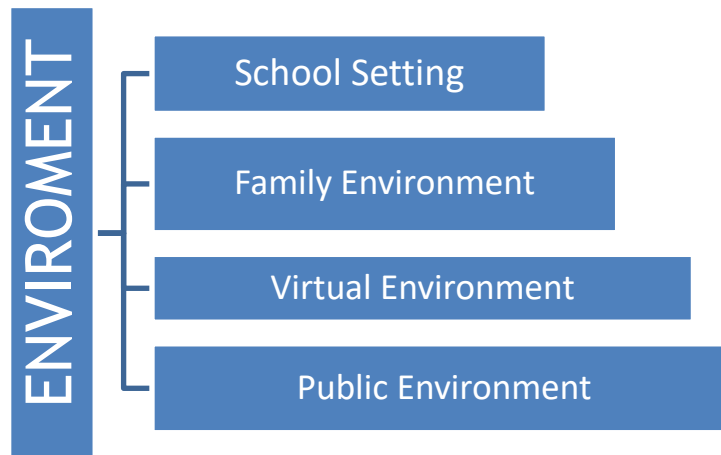 ENVIROMENT
School Setting
Family Environment
Virtual Environment
Public Environment